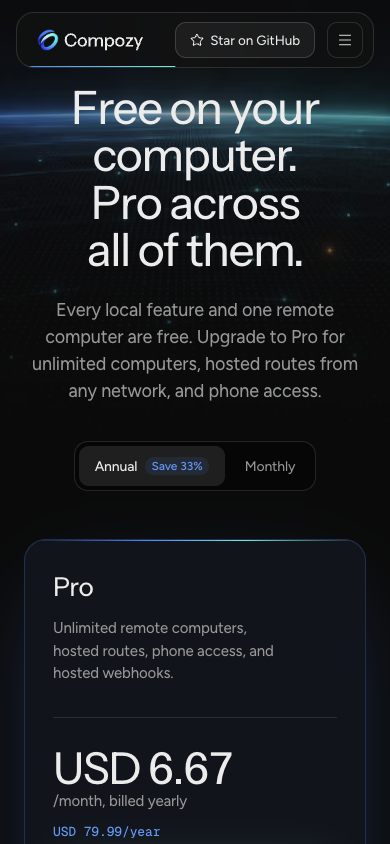 Compozy
Star on GitHub
Free on your
computer.
Pro across
all of them.
Every local feature and one remote
computer are free. Upgrade to Pro for
unlimited computers, hosted routes from
any network, and phone access.
Annual Save 33% Monthly
Pro
Unlimited remote computers,
hosted routes, phone access, and
hosted webhooks.
USD 6.67
/month, billed yearly
USD 79.99/year